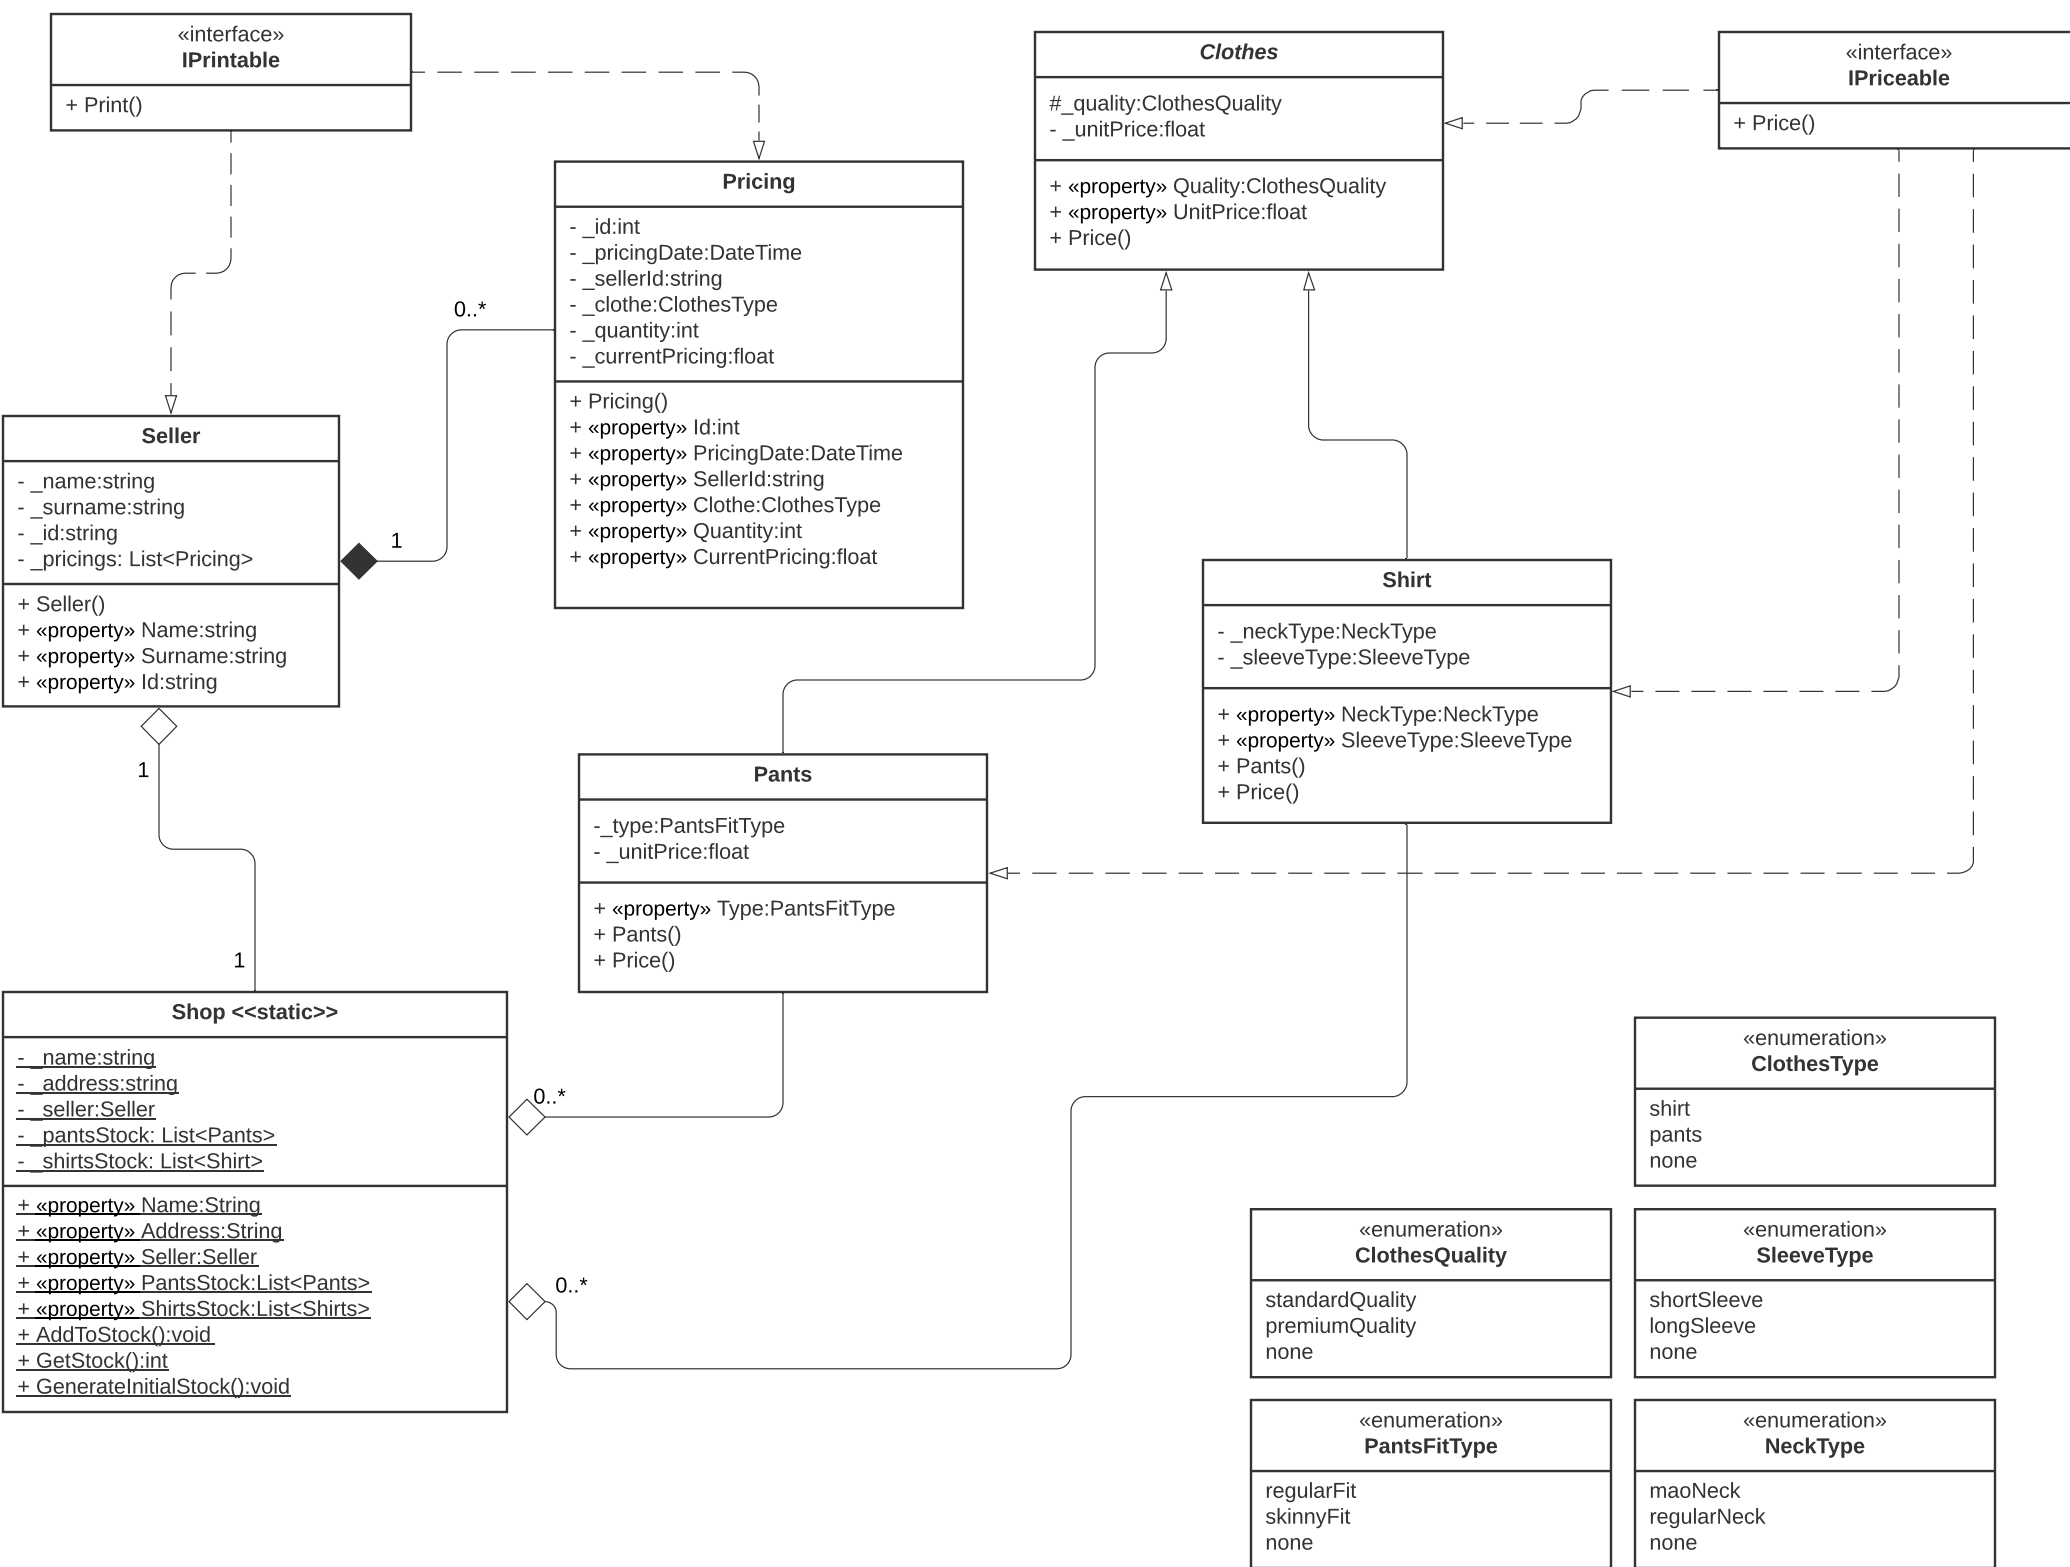 «interface»
IPrintable
+ Print()
Clothes
#_quality:ClothesQuality
- _unitPrice:float
+ «property» Quality:ClothesQuality
+ «property» UnitPrice:float
+ Price()
«interface»
IPriceable
+ Price()
Pricing
- _id:int
- _pricingDate:DateTime
- _sellerId:string
- _clothe:ClothesType
- _quantity:int
- _currentPricing:float
+ Pricing()
+ «property» Id:int
+ «property» PricingDate:DateTime
+ «property» SellerId:string
+ «property» Clothe:ClothesType
+ «property» Quantity:int
+ «property» CurrentPricing:float
0..*
1
Seller
- _name:string
- _surname:string
- _id:string
- _pricings: List<Pricing>
+ Seller()
+ «property» Name:string
+ «property» Surname:string
+ «property» Id:string
1
1
Shirt
- _neckType:NeckType
- _sleeveType:SleeveType
+ «property» NeckType:NeckType
+ «property» SleeveType:SleeveType
+ Pants()
+ Price()
Pants
-_type:PantsFitType
- _unitPrice:float
+ «property» Type:PantsFitType
+ Pants()
+ Price()
Shop <<static>>
- _name:string
- _address:string
- _seller:Seller
- _pantsStock: List<Pants>
- _shirtsStock: List<Shirt>
+ «property» Name:String
+ «property» Address:String
+ «property» Seller:Seller
+ «property» PantsStock:List<Pants>
+ «property» ShirtsStock:List<Shirts>
+ AddToStock():void
+ GetStock():int
+ GenerateInitialStock():void
0..*
0..*
«enumeration»
ClothesType
shirt
pants
none
«enumeration»
ClothesQuality
standardQuality
premiumQuality
none
«enumeration»
SleeveType
shortSleeve
longSleeve
none
«enumeration»
PantsFitType
regularFit
skinnyFit
none
«enumeration»
NeckType
maoNeck
regularNeck
none